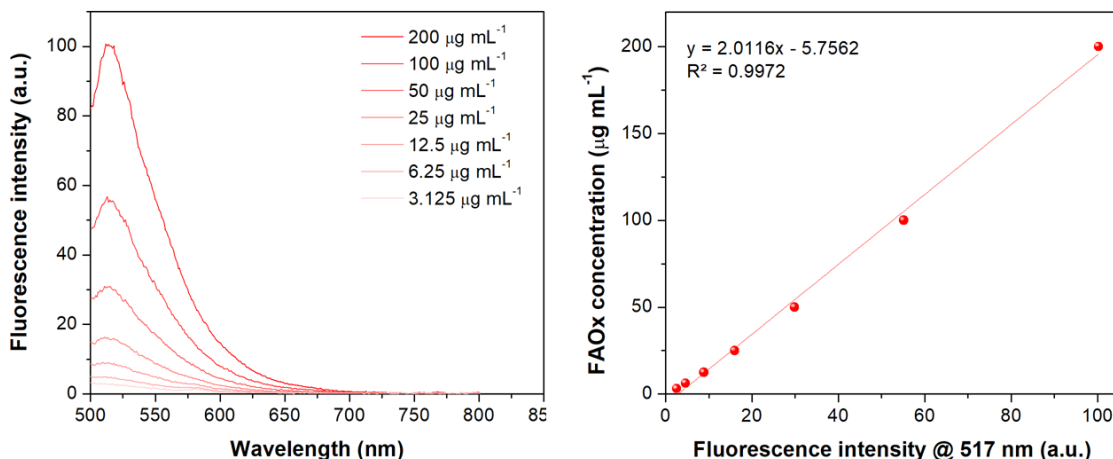 Fluorescence intensity (a.u.)
100
80
60
40
20
0
200 μg mL⁻¹
100 μg mL⁻¹
50 μg mL⁻¹
25 μg mL⁻¹
12.5 μg mL⁻¹
6.25 μg mL⁻¹
3.125 μg mL⁻¹
500 550 600 650 700 750 800 85
Wavelength (nm)
FAOx concentration (μg mL⁻¹)
200
150
100
50
0
y = 2.0116x - 5.7562
R² = 0.9972
0 20 40 60 80 100
Fluorescence intensity @ 517 nm (a.u.)